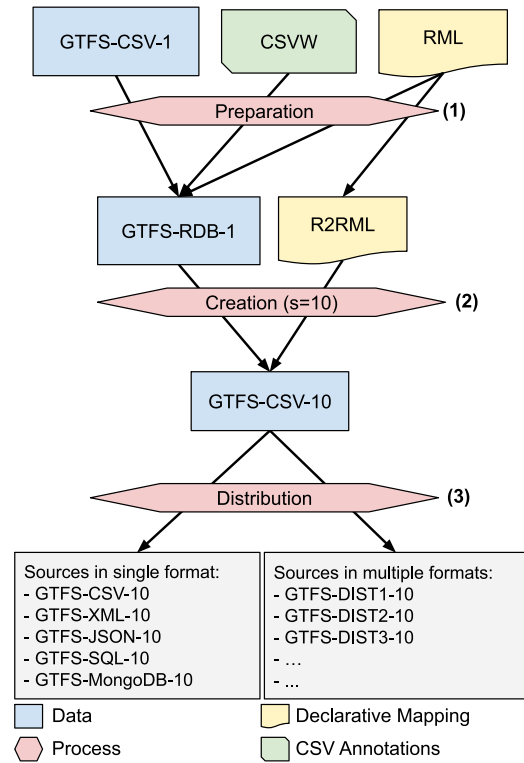 GTFS-CSV-1
CSVW
RML
Preparation
(1)
GTFS-RDB-1
R2RML
Creation (s=10)
(2)
GTFS-CSV-10
Distribution
(3)
Sources in single format:
- GTFS-CSV-10
- GTFS-XML-10
- GTFS-JSON-10
- GTFS-SQL-10
- GTFS-MongoDB-10
Sources in multiple formats:
- GTFS-DIST1-10
- GTFS-DIST2-10
- GTFS-DIST3-10
- …
- ...
Data
Declarative Mapping
Process
CSV Annotations